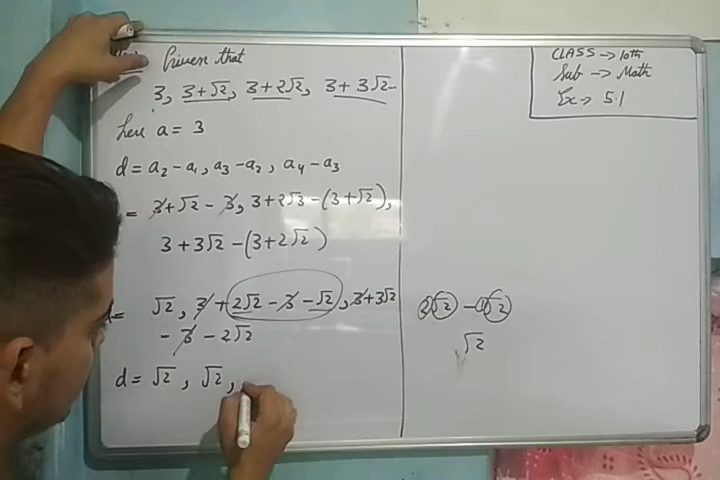 Given that
3, 3+√2, 3+2√2, 3+3√2-
here a = 3
d = a₂-a₁, a₃-a₂, a₄-a₃
= 3+√2-3, 3+2√3-(3+√2),
3+3√2-(3+2√2)
d= √2, 3+2√2-3-√2, 3+3√2
-3-2√2
d = √2, √2,
CLASS → 10th
Sub → Math
Ex → 5.1
2√2 - 1√2
√2